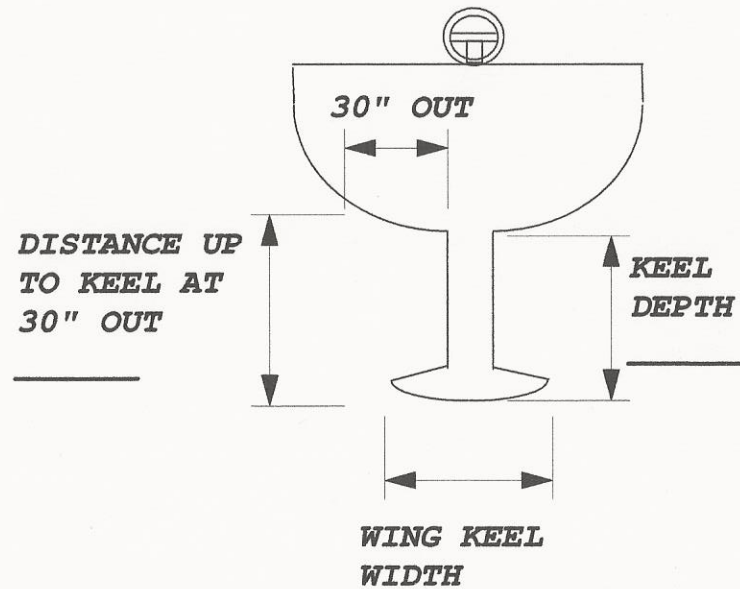 30" OUT
DISTANCE UP
TO KEEL AT
30" OUT
KEEL
DEPTH
WING KEEL
WIDTH